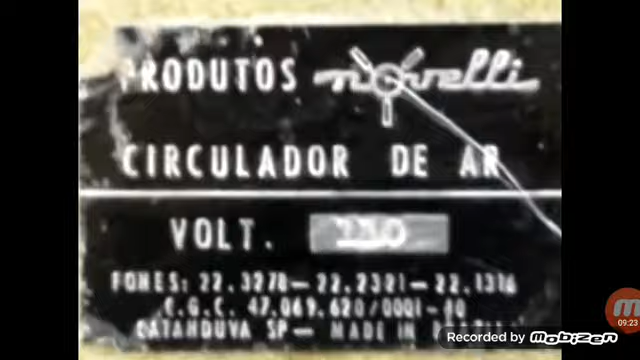 PRODUTOS novelli
CIRCULADOR DE AR
VOLT.
FONES: 22.3278 — 22.2321 — 22.1316
C.G.C. 47.069.620/0001-40
CATANDUVA SP — MADE IN
Recorded by mobizen
M
09:23